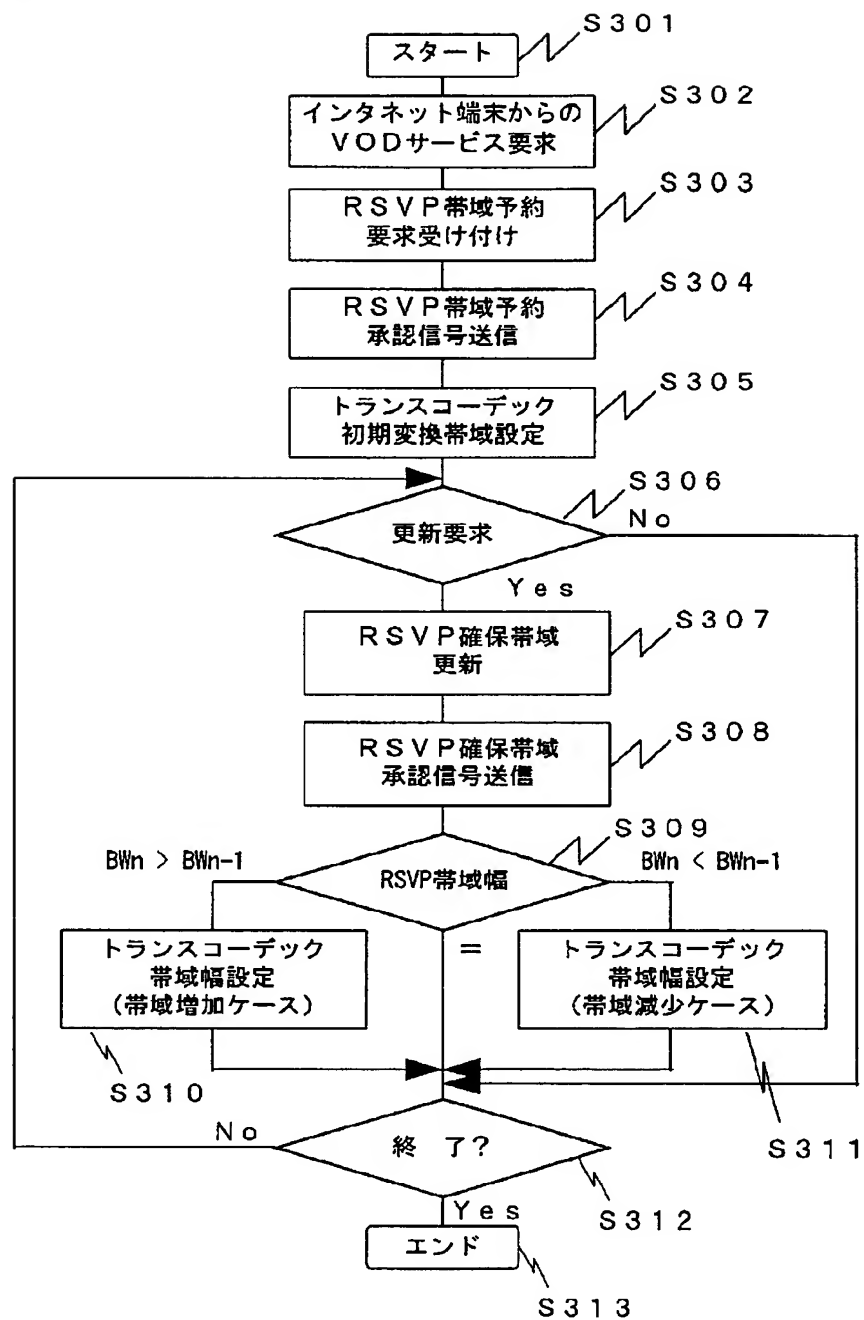 スタート
S301
インタネット端末からの
VODサービス要求
S302
RSVP帯域予約
要求受け付け
S303
RSVP帯域予約
承認信号送信
S304
トランスコーデック
初期変換帯域設定
S305
更新要求
S306
No
Yes
RSVP確保帯域
更新
S307
RSVP確保帯域
承認信号送信
S308
RSVP帯域幅
S309
BWn > BWn-1
BWn < BWn-1
=
トランスコーデック
帯域幅設定
(帯域増加ケース)
S310
トランスコーデック
帯域幅設定
(帯域減少ケース)
S311
終 了?
No
Yes
S312
エンド
S313